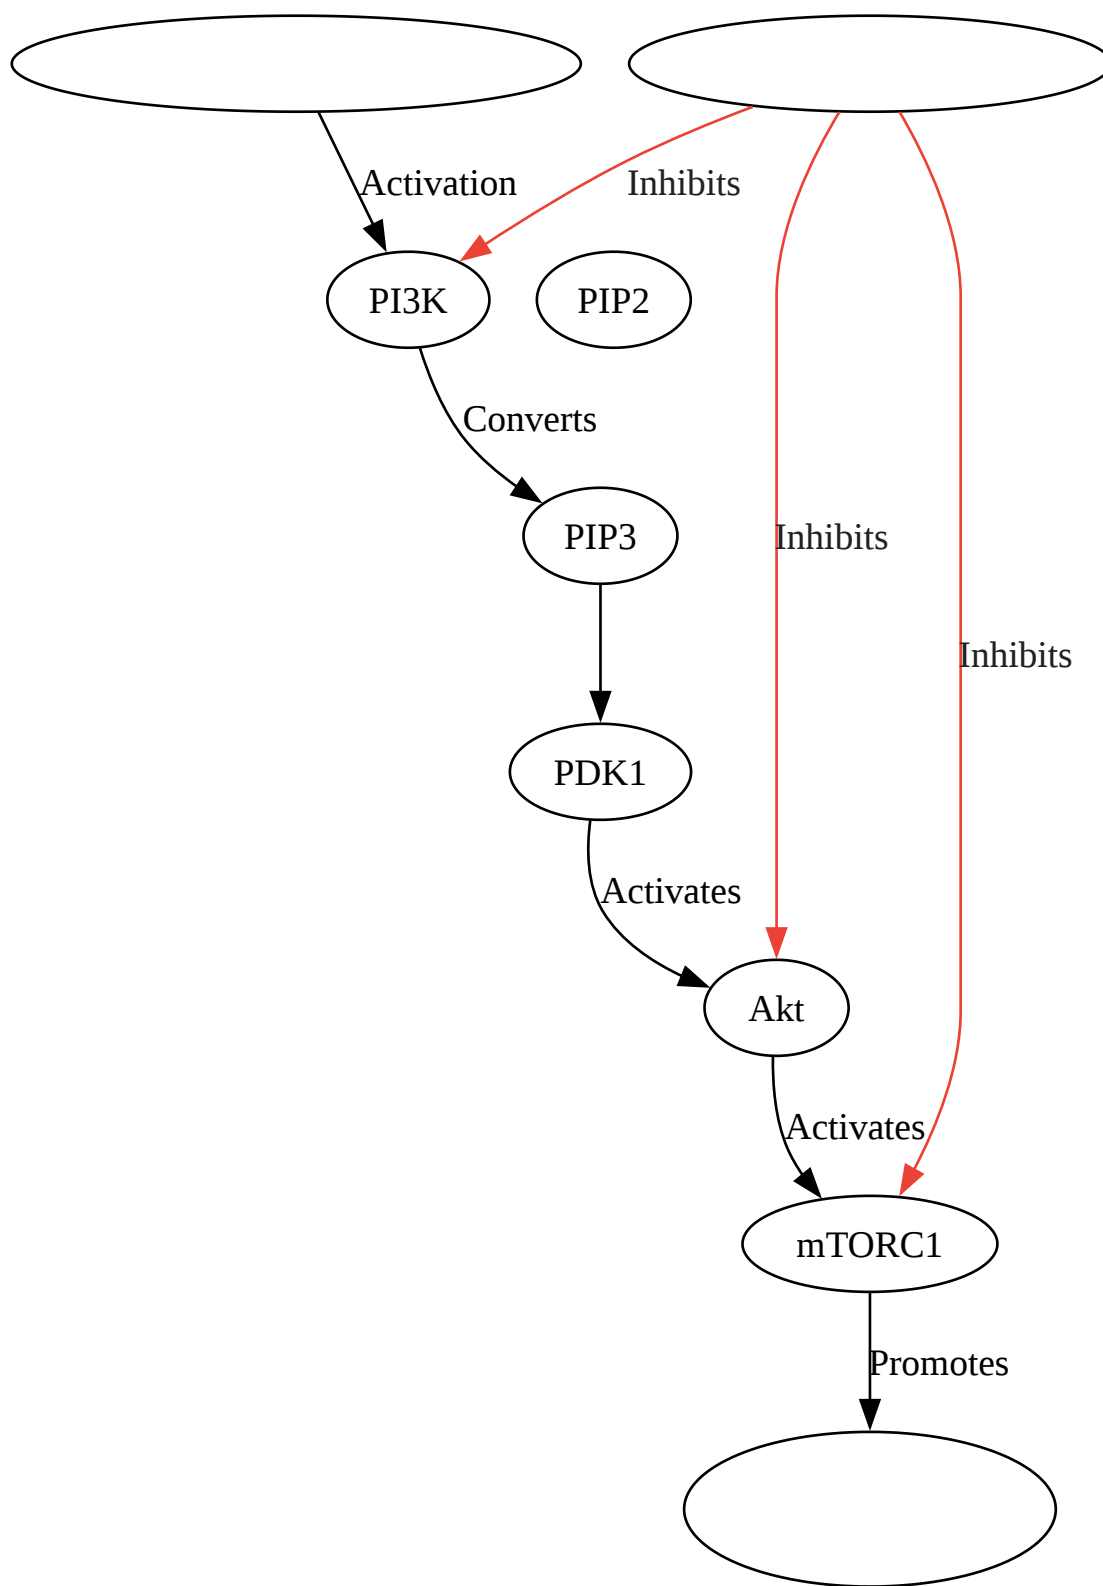 Activation
Inhibits
PI3K
PIP2
Converts
PIP3
Inhibits
Inhibits
PDK1
Activates
Akt
Activates
mTORC1
Promotes